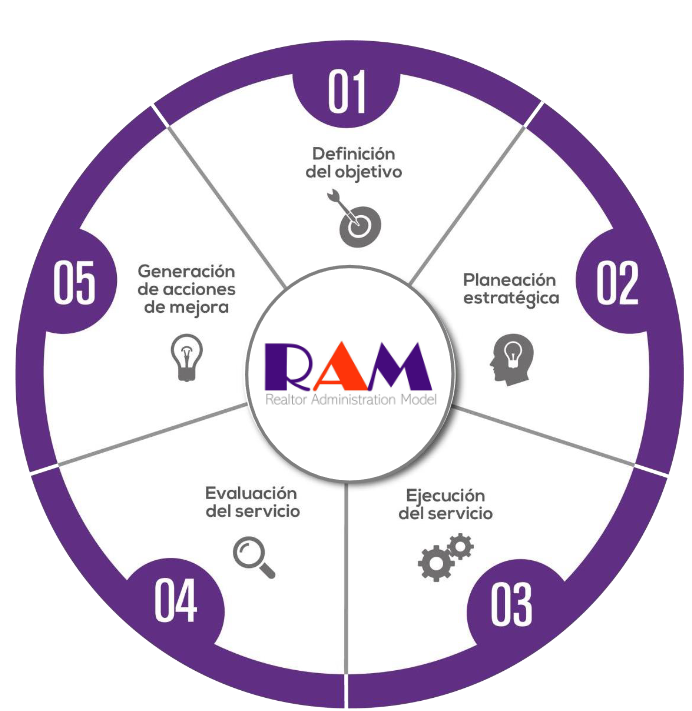 01
Definición
del objetivo
02
Planeación
estratégica
03
Ejecución
del servicio
04
Evaluación
del servicio
05
Generación
de acciones
de mejora
RAM
Realtor Administration Model